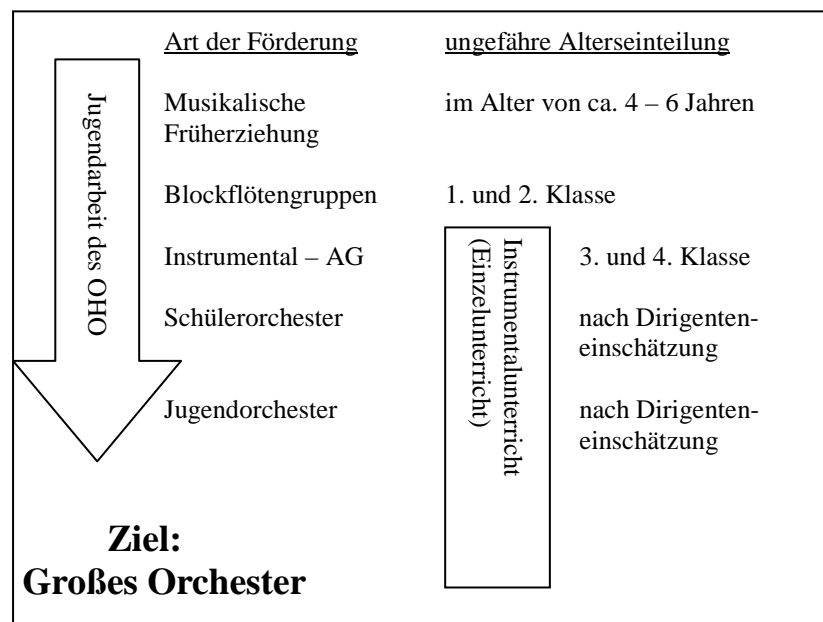 Art der Förderung
ungefähre Alterseinteilung
Jugendarbeit des OHO
Musikalische
Früherziehung
im Alter von ca. 4 – 6 Jahren
Blockflötengruppen
1. und 2. Klasse
Instrumentalunterricht
(Einzelunterricht)
Instrumental – AG
3. und 4. Klasse
Schülerorchester
nach Dirigenten-
einschätzung
Jugendorchester
nach Dirigenten-
einschätzung
Ziel:
Großes Orchester